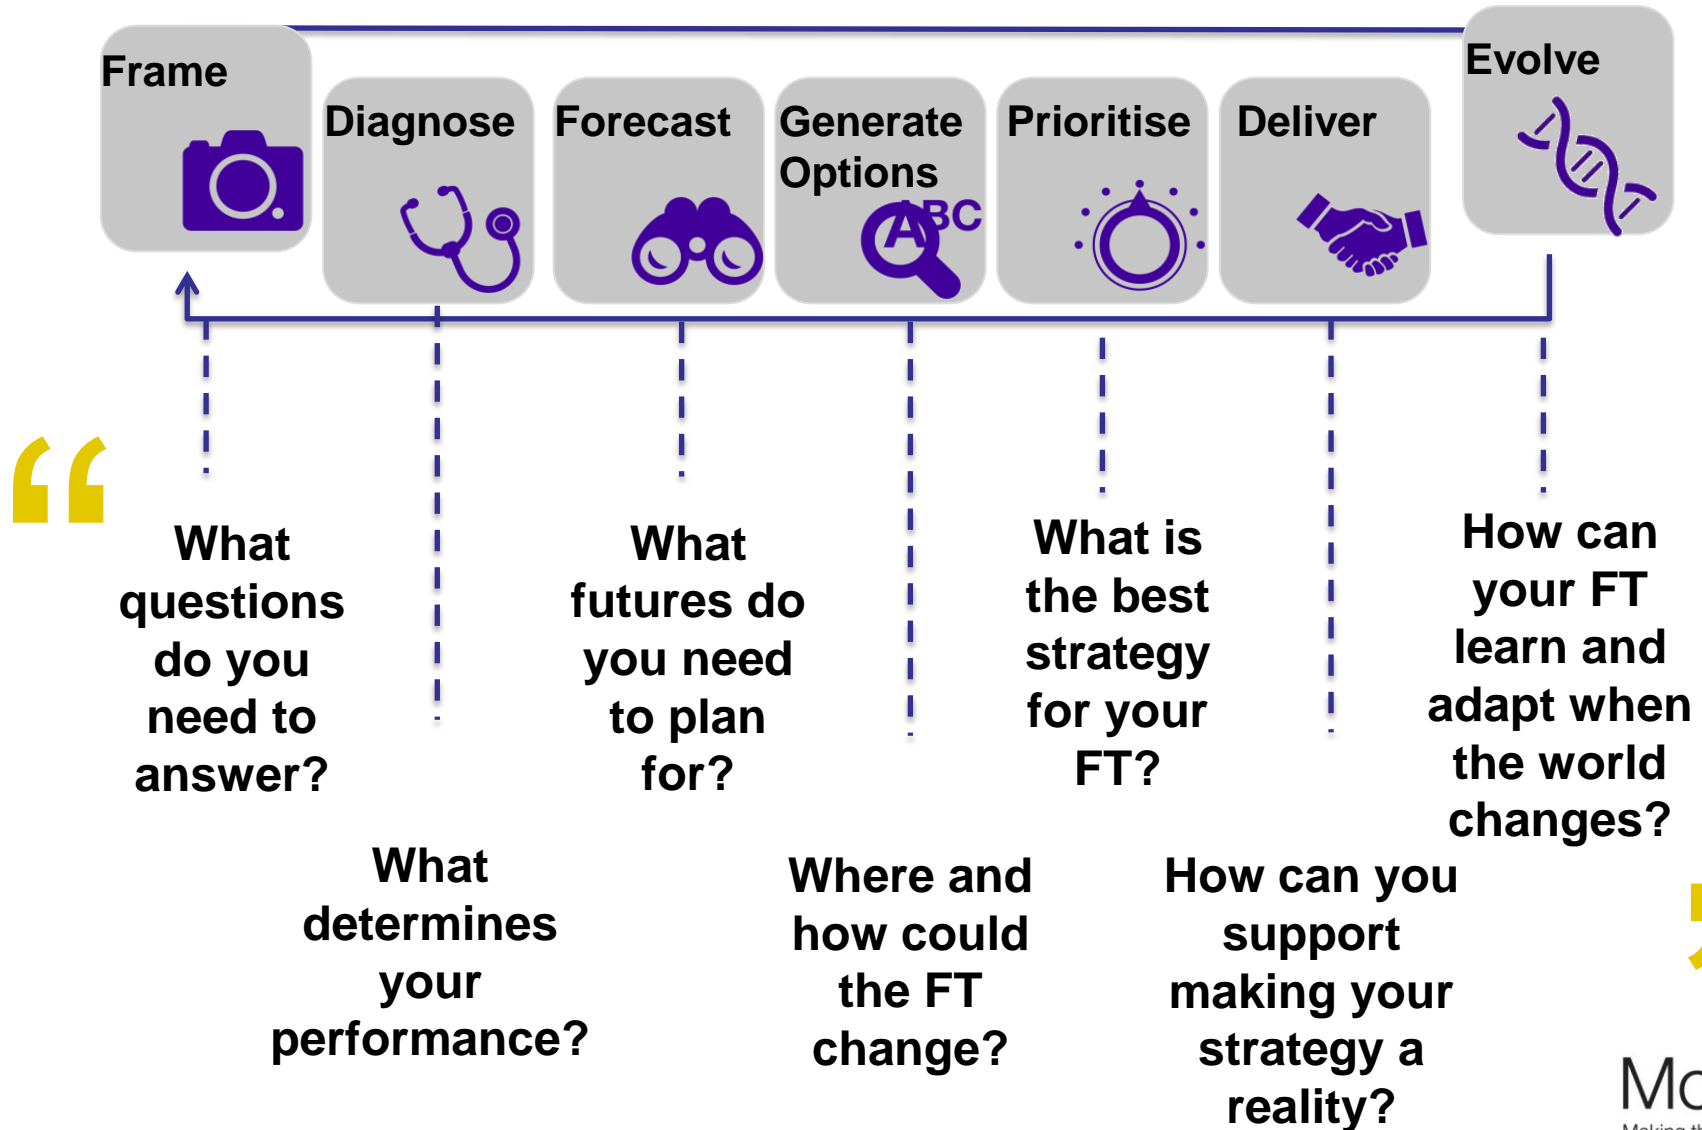 Frame
Diagnose
Forecast
Generate
Options
ABC
Prioritise
Deliver
Evolve
“
What
questions
do you
need to
answer?
What
determines
your
performance?
What
futures do
you need
to plan
for?
Where and
how could
the FT
change?
What is
the best
strategy
for your
FT?
How can you
support
making your
strategy a
reality?
How can
your FT
learn and
adapt when
the world
changes?